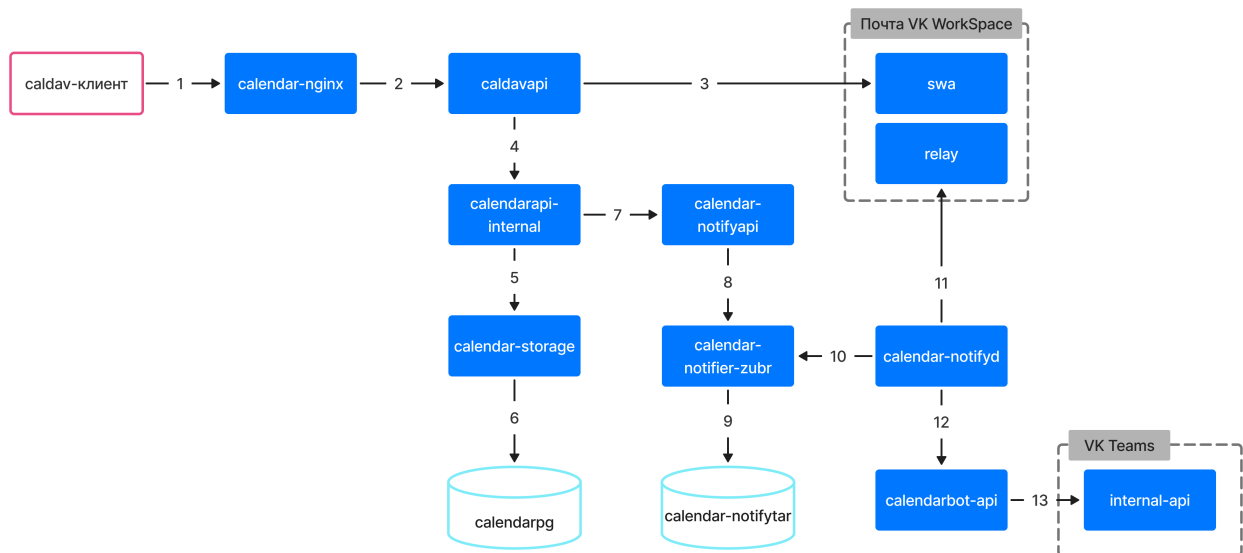 Почта VK WorkSpace
caldav-клиент
1
calendar-nginx
2
caldavapi
3
swa
relay
4
calendarapi-
internal
7
calendar-
notifyapi
5
8
11
calendar-storage
calendar-
notifier-zubr
10
calendar-notifyd
6
9
12
VK Teams
calendarpg
calendar-notifytar
calendarbot-api
13
internal-api